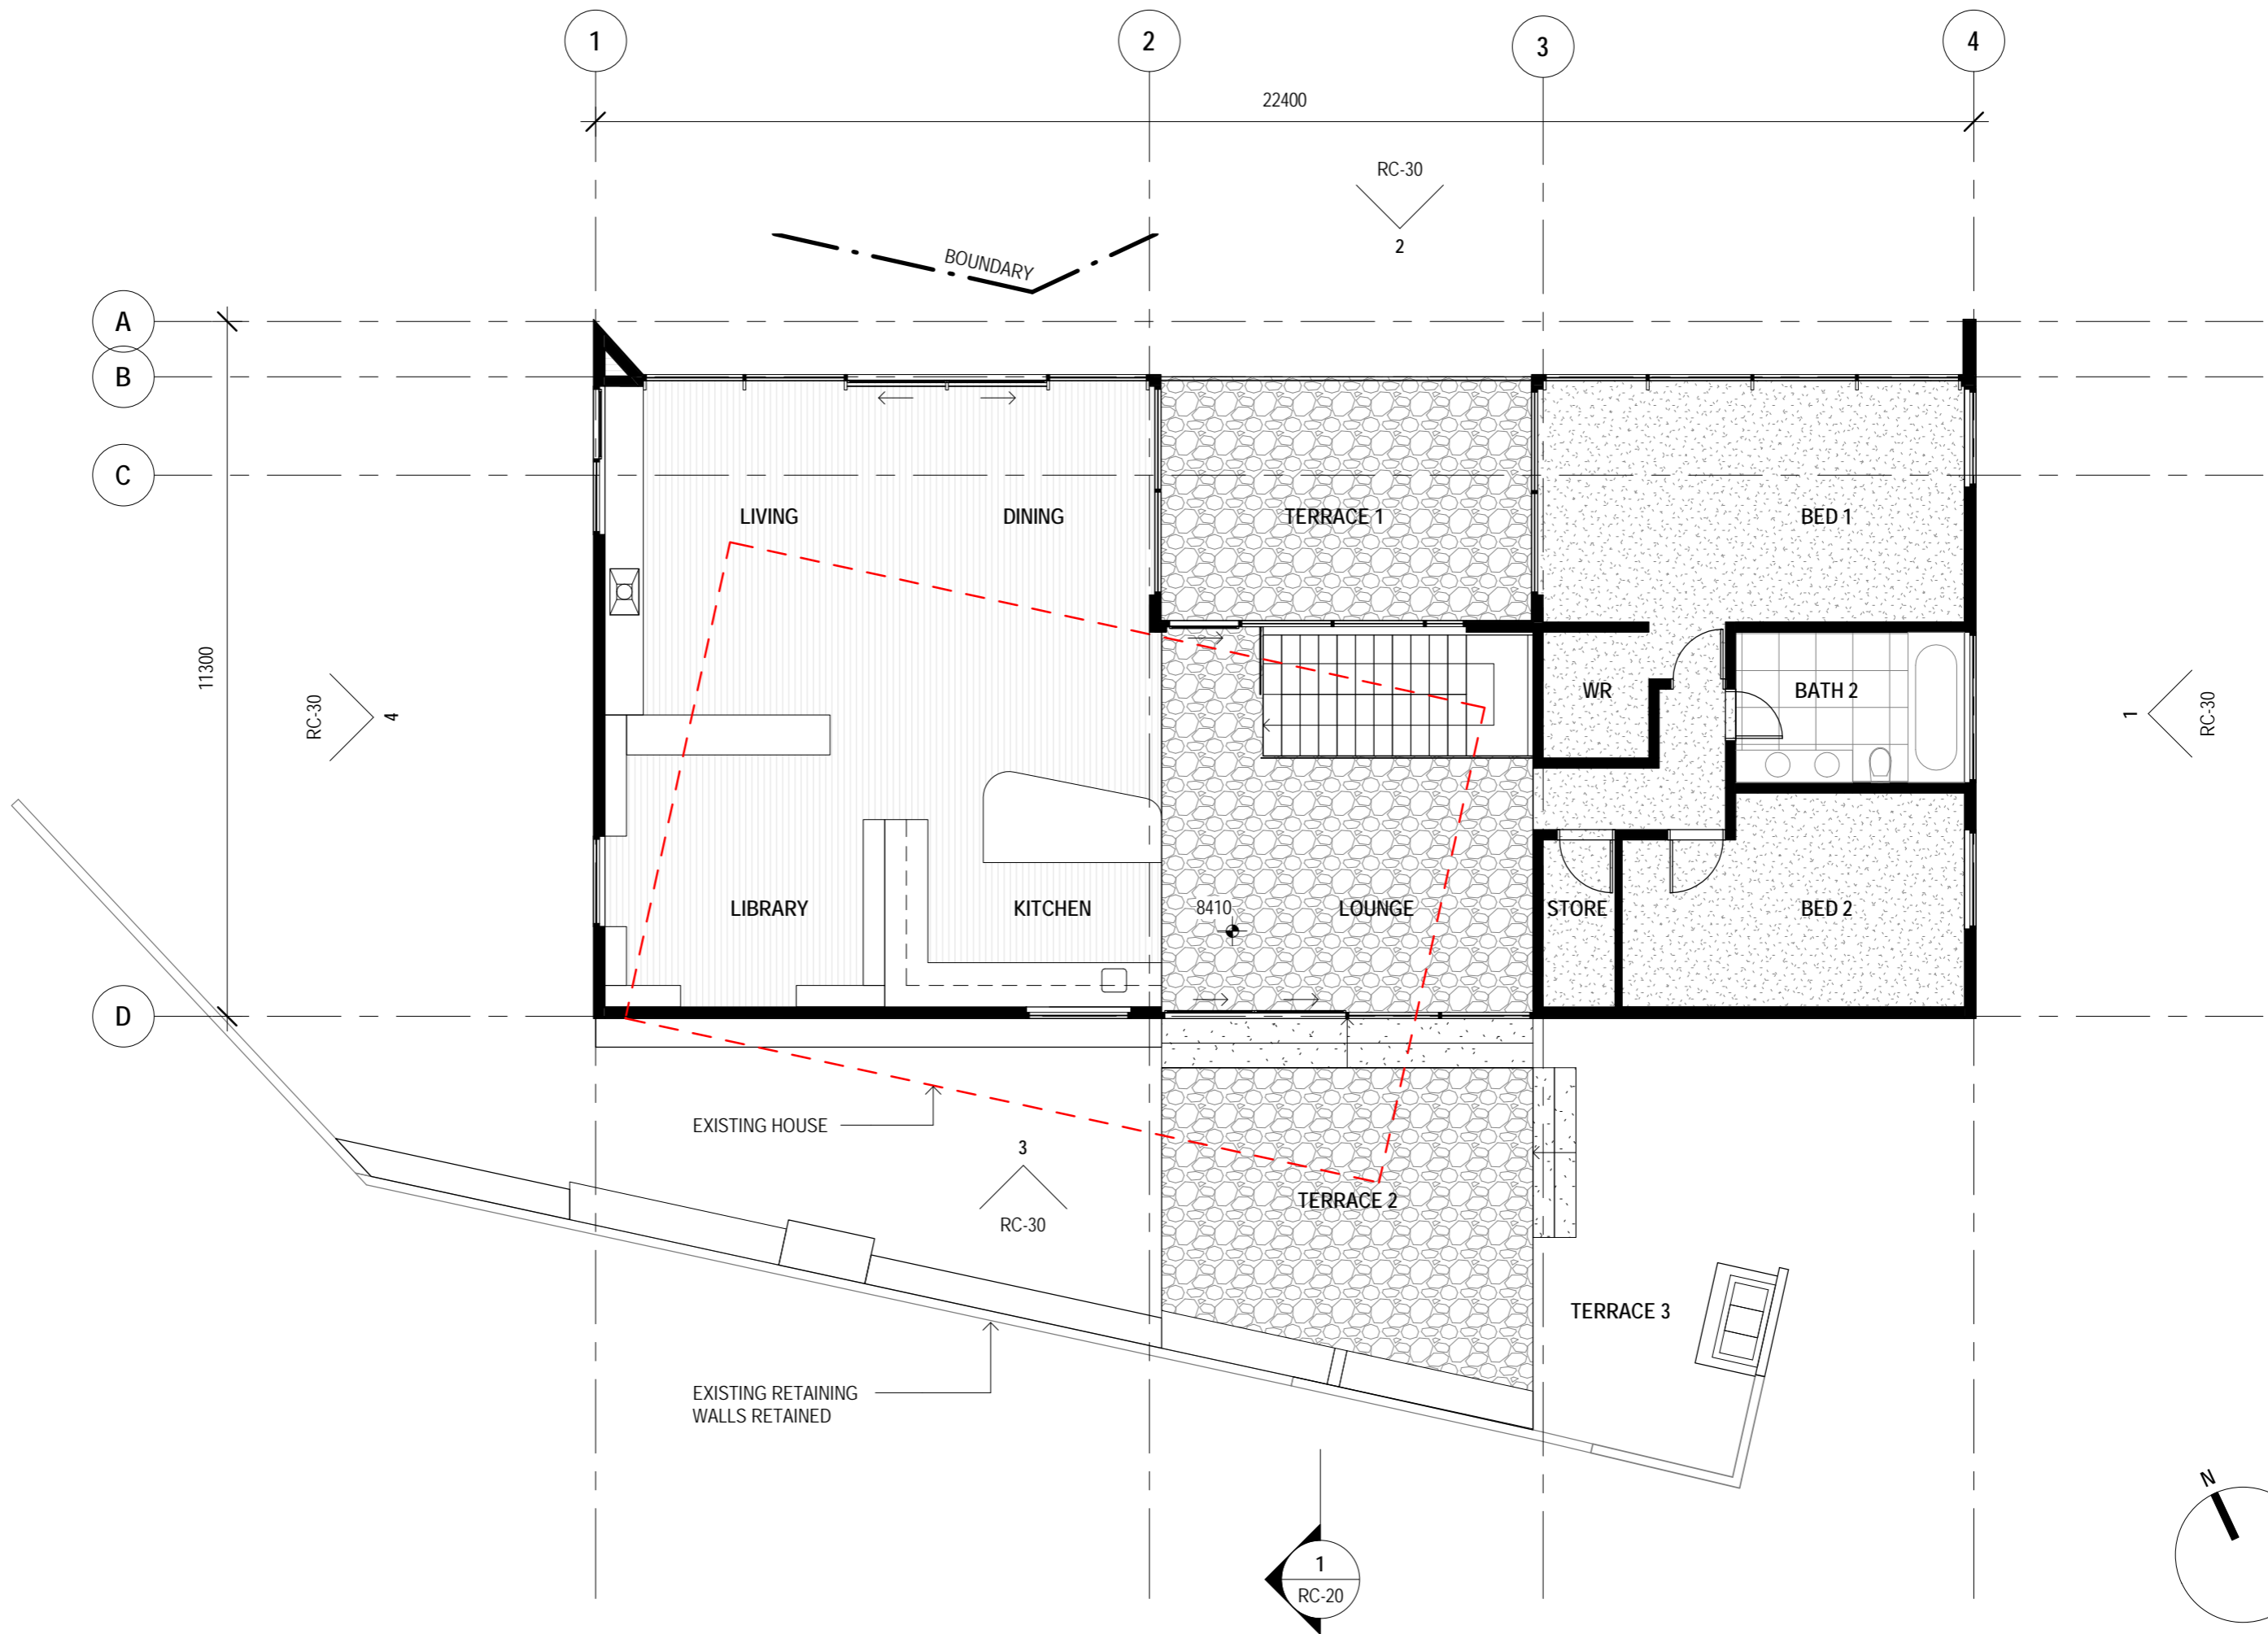 1
2
3
4
22400
RC-30
2
BOUNDARY
A
B
C
LIVING
DINING
TERRACE 1
BED 1
11300
RC-30
4
WR
BATH 2
1
RC-30
LIBRARY
KITCHEN
8410
LOUNGE
STORE
BED 2
D
EXISTING HOUSE
3
RC-30
TERRACE 2
TERRACE 3
EXISTING RETAINING
WALLS RETAINED
N
1
RC-20